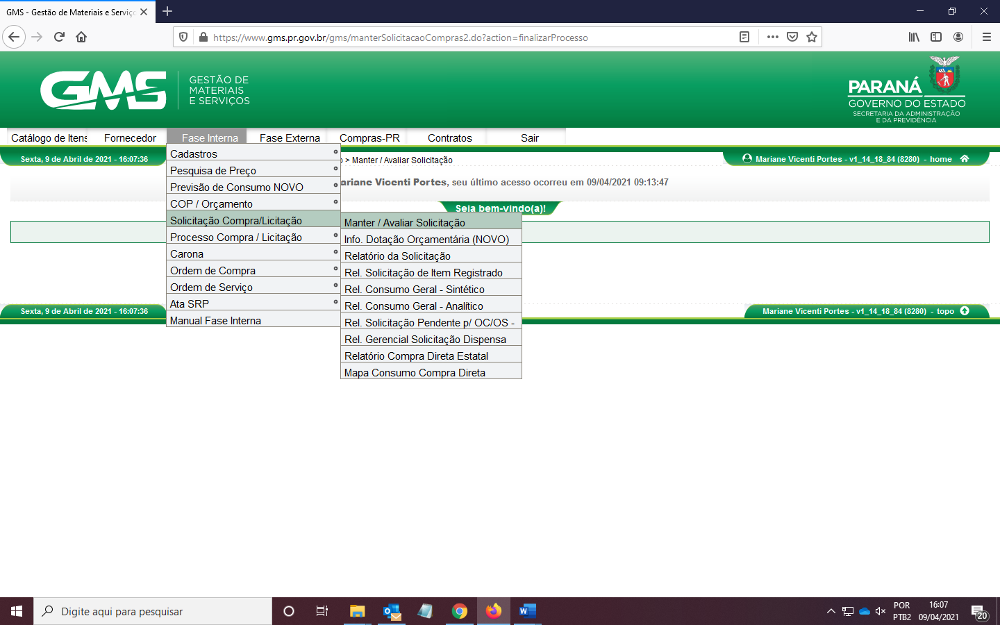 GMS - Gestão de Materiais e Serviç
https://www.gms.pr.gov.br/gms/manterSolicitacaoCompras2.do?action=finalizarProcesso
GMS
GESTÃO DE
MATERIAIS
E SERVIÇOS
PARANÁ
GOVERNO DO ESTADO
SECRETARIA DA ADMINISTRAÇÃO
E DA PREVIDÊNCIA
Catálogo de Itens Fornecedor Fase Interna Fase Externa Compras-PR Contratos Sair
Sexta, 9 de Abril de 2021 - 16:07:36
> Manter / Avaliar Solicitação
Mariane Vicenti Portes - v1_14_18_84 (8280) - home
ariane Vicenti Portes, seu último acesso ocorreu em 09/04/2021 09:13:47
Seja bem-vindo(a)!
Cadastros
Pesquisa de Preço
Previsão de Consumo NOVO
COP / Orçamento
Solicitação Compra/Licitação
Processo Compra / Licitação
Carona
Ordem de Compra
Ordem de Serviço
Ata SRP
Manual Fase Interna
Manter / Avaliar Solicitação
Info. Dotação Orçamentária (NOVO)
Relatório da Solicitação
Rel. Solicitação de Item Registrado
Rel. Consumo Geral - Sintético
Rel. Consumo Geral - Analítico
Rel. Solicitação Pendente p/ OC/OS -
Rel. Gerencial Solicitação Dispensa
Relatório Compra Direta Estatal
Mapa Consumo Compra Direta
Sexta, 9 de Abril de 2021 - 16:07:36
Mariane Vicenti Portes - v1_14_18_84 (8280) - topo
Digite aqui para pesquisar
POR
PTB2
16:07
09/04/2021
20